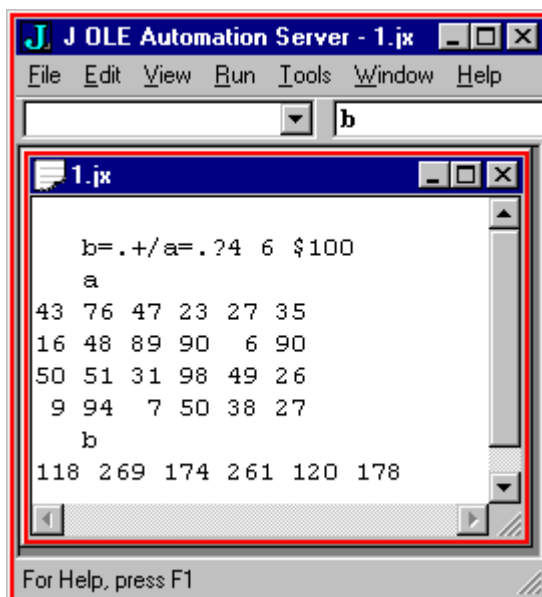 J OLE Automation Server - 1.jx
File Edit View Run Tools Window Help
b
1.jx
b=.+/a=.?4 6 $100
a
43 76 47 23 27 35
16 48 89 90 6 90
50 51 31 98 49 26
9 94 7 50 38 27
b
118 269 174 261 120 178
For Help, press F1